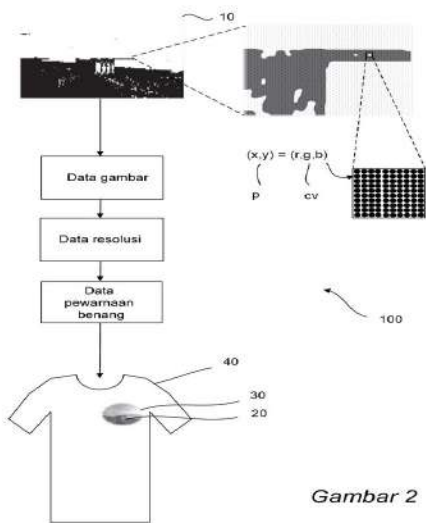 10
(x,y) = (r,g,b)
p cv
Data gambar
Data resolusi
Data
pewarnaan
benang
100
40
30
20
Gambar 2